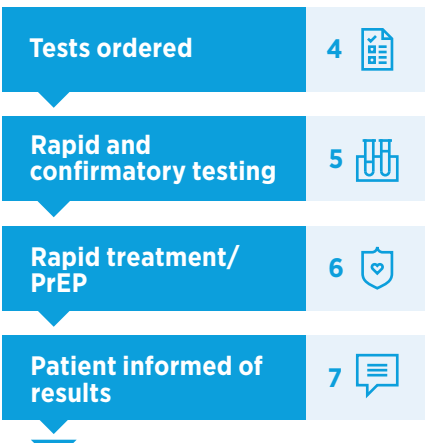 Tests ordered
4
Rapid and
confirmatory testing
5
Rapid treatment/
PrEP
6
Patient informed of
results
7